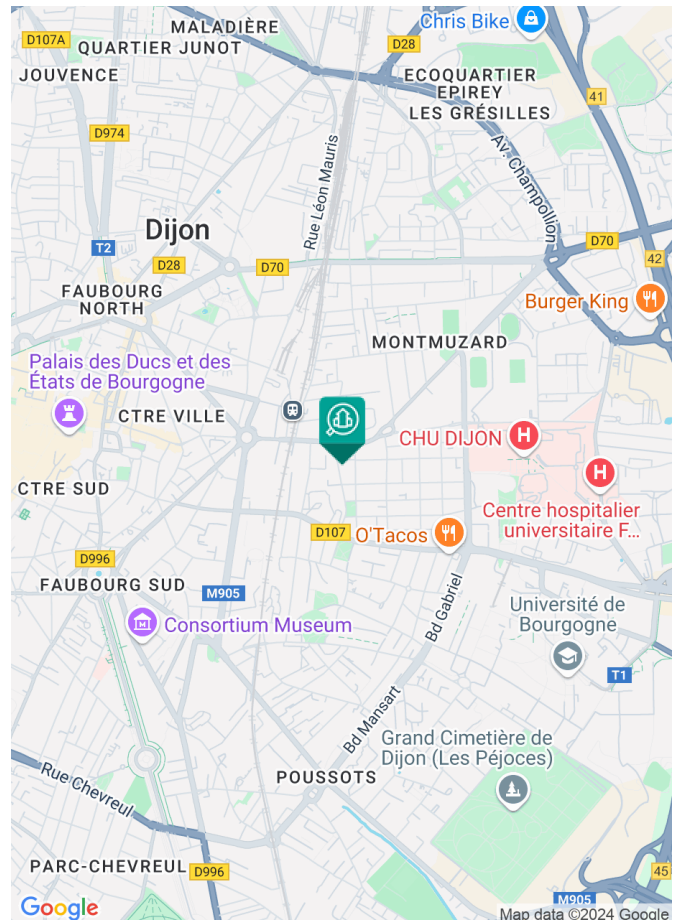 MALADIÈRE
Chris Bike
D107A
QUARTIER JUNOT
D28
JOUVENCE
ECOQUARTIER
EPIREY
LES GRÉSILLES
41
D974
Rue Léon Mauris
Av. Champollion
Dijon
T2
D28
D70
D70
42
FAUBOURG
NORTH
Burger King
MONTMUZARD
Palais des Ducs et des
États de Bourgogne
CTRE VILLE
CHU DIJON
H
H
CTRE SUD
Centre hospitalier
universitaire F...
D107
O'Tacos
D996
FAUBOURG SUD
M905
Bd Gabriel
4
Université de
Bourgogne
Consortium Museum
T1
Bd Mansart
Grand Cimetière de
Dijon (Les Péjoces)
Rue Chevreul
POUSSOTS
PARC-CHEVREUL
D996
45
M905
Google
Map data ©2024 Google